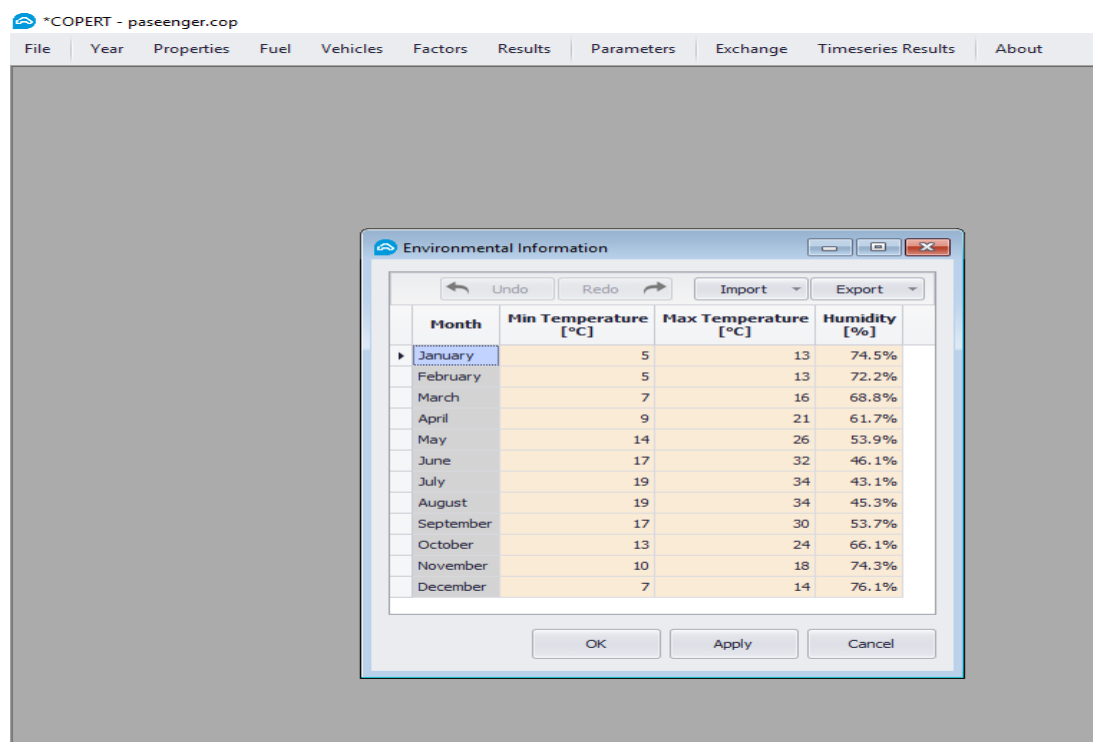 *COPERT - paseenger.cop
File Year Properties Fuel Vehicles Factors Results Parameters Exchange Timeseries Results About
Environmental Information
Undo Redo Import Export
Month Min Temperature [°C] Max Temperature [°C] Humidity [%]
January 5 13 74.5%
February 5 13 72.2%
March 7 16 68.8%
April 9 21 61.7%
May 14 26 53.9%
June 17 32 46.1%
July 19 34 43.1%
August 19 34 45.3%
September 17 30 53.7%
October 13 24 66.1%
November 10 18 74.3%
December 7 14 76.1%
OK Apply Cancel